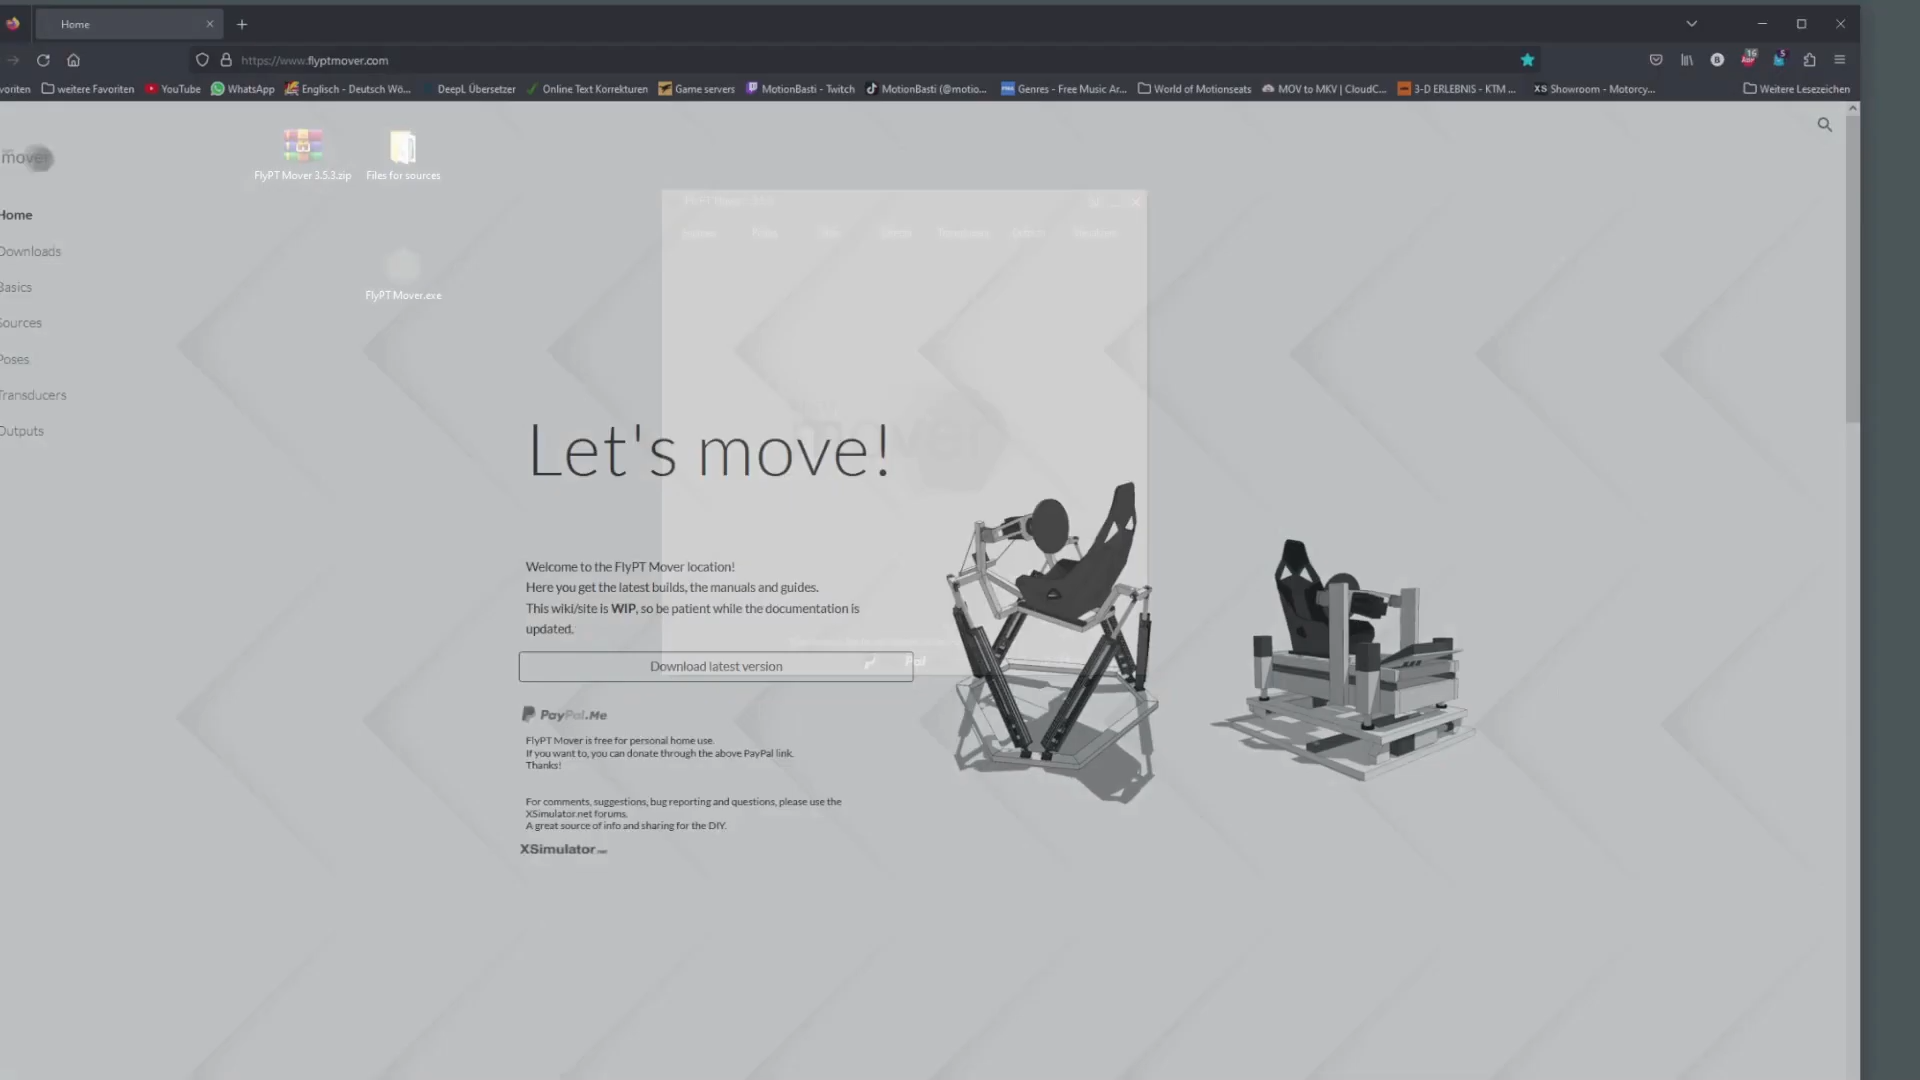 Home
https://www.flyptmover.com
voriten
weitere Favoriten
YouTube
WhatsApp
Englisch - Deutsch Wö...
DeepL Übersetzer
Online Text Korrekturen
Game servers
MotionBasti - Twitch
MotionBasti (@motio...
Genres - Free Music Ar...
World of Motionseats
MOV to MKV | CloudC...
3-D ERLEBNIS - KTM ...
XS Showroom - Motorcy...
Weitere Lesezeichen
16
5
mover
FlyPT Mover 3.5.3.zip
Files for sources
Home
Downloads
Basics
FlyPT Mover.exe
Sources
Poses
Transducers
Outputs
mover
Let's move!
Welcome to the FlyPT Mover location!
Here you get the latest builds, the manuals and guides.
This wiki/site is WIP, so be patient while the documentation is
updated.
Download latest version
PayPal.Me
FlyPT Mover is free for personal home use.
If you want to, you can donate through the above PayPal link.
Thanks!
For comments, suggestions, bug reporting and questions, please use the
XSimulator.net forums.
A great source of info and sharing for the DIY.
XSimulator.net